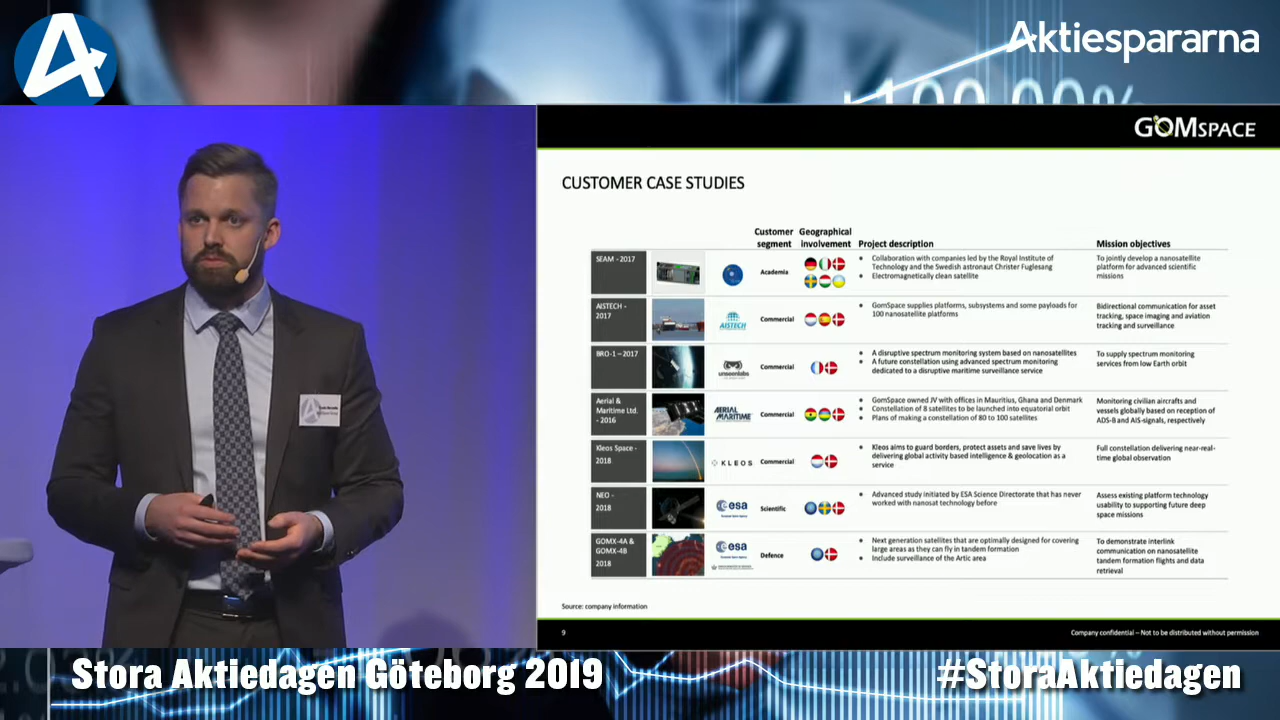 Aktiespararna
+100,00%
GOMSPACE
CUSTOMER CASE STUDIES
Customer segment
Geographical involvement
Project description
Mission objectives
SEAM - 2017
Academia
Collaboration with companies led by the Royal Institute of
Technology and the Swedish astronaut Christer Fuglesang
Electromagnetically clean satellite
To jointly develop a nanosatellite
platform for advanced scientific
missions
AISTECH -
2017
AISTECH
Commercial
GomSpace supplies platforms, subsystems and some payloads for
100 nanosatellite platforms
Bidirectional communication for asset
tracking, space imaging and aviation
tracking and surveillance
BRO-1 – 2017
unseenlabs
Commercial
A disruptive spectrum monitoring system based on nanosatellites
A future constellation using advanced spectrum monitoring
dedicated to a disruptive maritime surveillance service
To supply spectrum monitoring
services from low Earth orbit
Aerial &
Maritime Ltd.
- 2016
AERIAL
MARITIME
Commercial
GomSpace owned JV with offices in Mauritius, Ghana and Denmark
Constellation of 8 satellites to be launched into equatorial orbit
Plans of making a constellation of 80 to 100 satellites
Monitoring civilian aircrafts and
vessels globally based on reception of
ADS-B and AIS-signals, respectively
Kleos Space -
2018
KLEOS
Commercial
Kleos aims to guard borders, protect assets and save lives by
delivering global activity based intelligence & geolocation as a
service
Full constellation delivering near-real-
time global observation
NEO -
2018
esa
Scientific
Advanced study initiated by ESA Science Directorate that has never
worked with nanosat technology before
Assess existing platform technology
usability to supporting future deep
space missions
GOMX-4A &
GOMX-4B
2018
esa
Defence
Next generation satellites that are optimally designed for covering
large areas as they can fly in tandem formation
Include surveillance of the Artic area
To demonstrate interlink
communication on nanosatellite
tandem formation flights and data
retrieval
Source: company information
9
Company confidential – Not to be distributed without permission
Stora Aktiedagen Göteborg 2019
#StoraAktiedagen